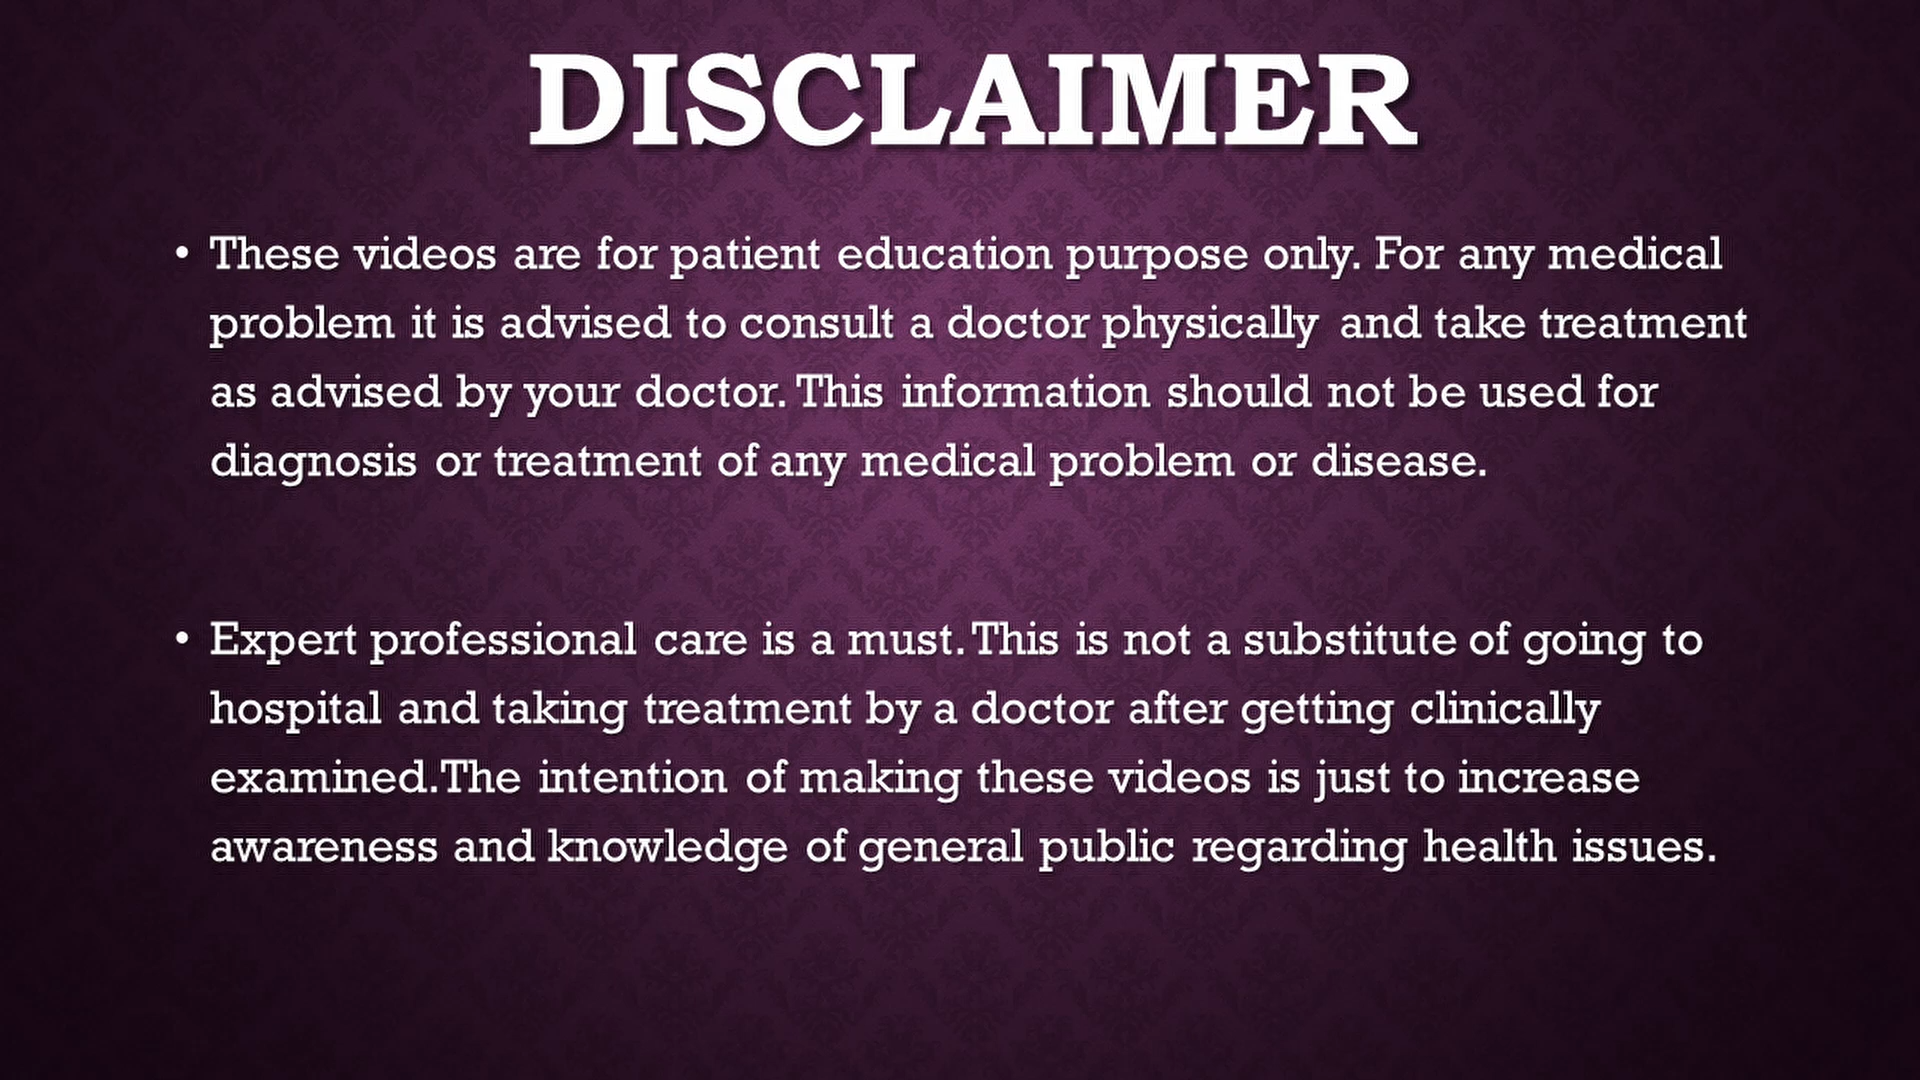 DISCLAIMER
• These videos are for patient education purpose only. For any medical
problem it is advised to consult a doctor physically and take treatment
as advised by your doctor. This information should not be used for
diagnosis or treatment of any medical problem or disease.
• Expert professional care is a must. This is not a substitute of going to
hospital and taking treatment by a doctor after getting clinically
examined.The intention of making these videos is just to increase
awareness and knowledge of general public regarding health issues.